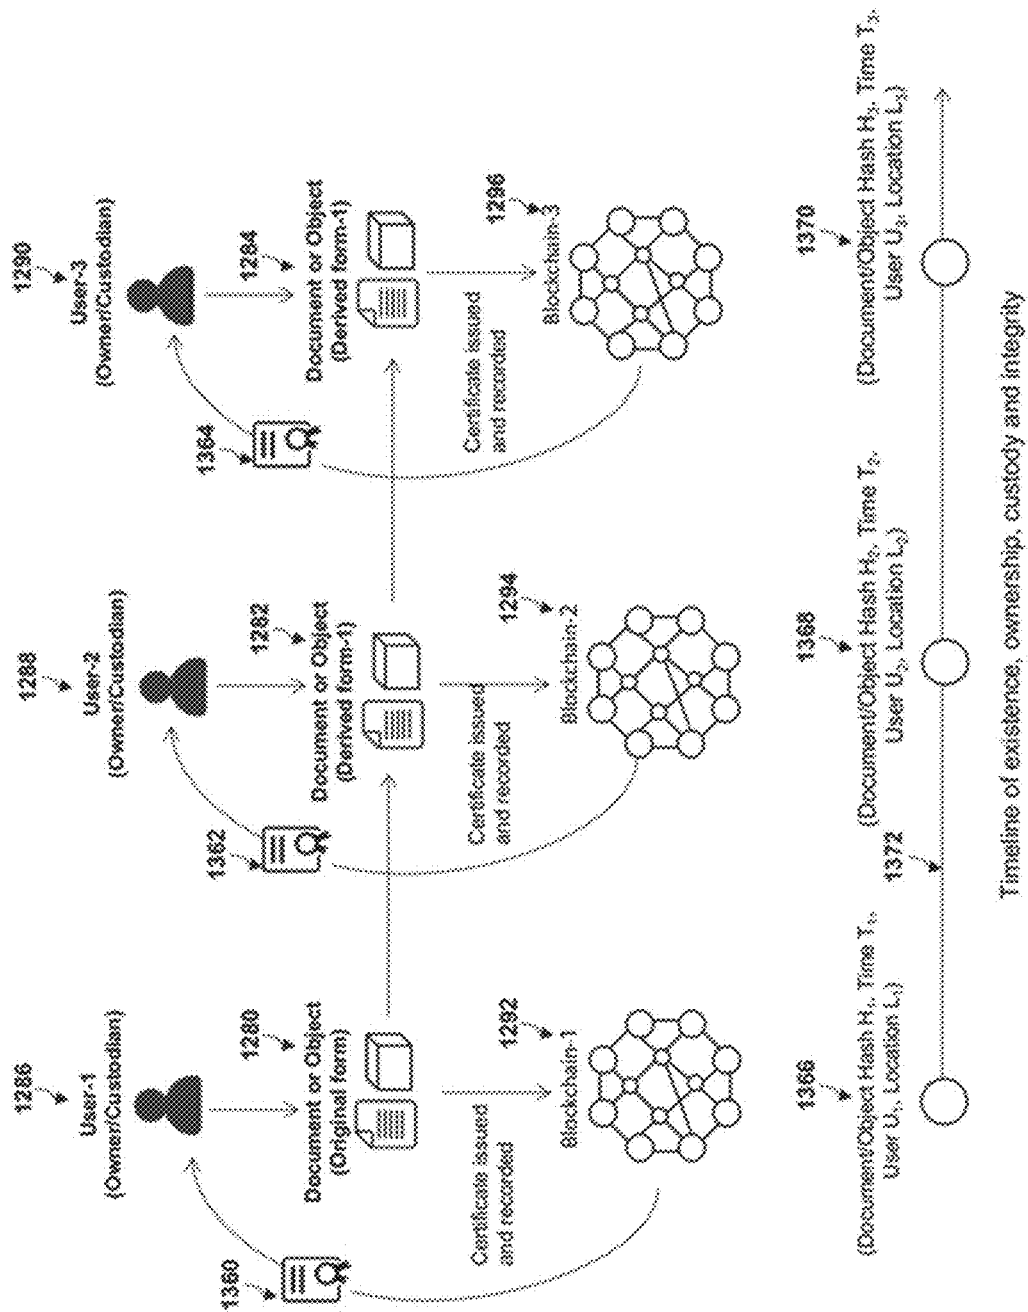 1286
User-1
(Owner/Custodian)
1288
User-2
(Owner/Custodian)
1290
User-3
(Owner/Custodian)
1360
1280
Document or Object
(Original form)
1362
1282
Document or Object
(Derived form-1)
1364
1284
Document or Object
(Derived form-1)
Certificate issued
and recorded
Certificate issued
and recorded
Certificate issued
and recorded
1292
Blockchain-1
1294
Blockchain-2
1296
Blockchain-3
1366
(Document/Object Hash H₁, Time T₁,
User U₁, Location L₁)
1368
(Document/Object Hash H₂, Time T₂,
User U₂, Location L₂)
1370
(Document/Object Hash H₃, Time T₃,
User U₃, Location L₃)
1372
Timeline of existence, ownership, custody and integrity